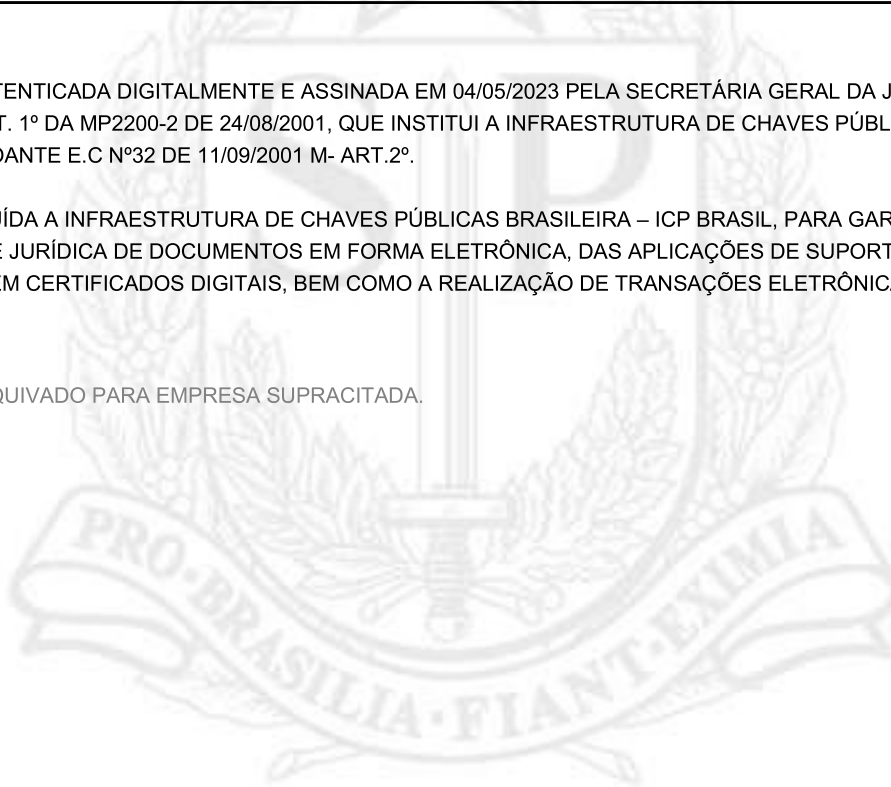 TENTICADA DIGITALMENTE E ASSINADA EM 04/05/2023 PELA SECRETÁRIA GERAL DA J
T. 1º DA MP2200-2 DE 24/08/2001, QUE INSTITUI A INFRAESTRUTURA DE CHAVES PÚBL
DANTE E.C Nº32 DE 11/09/2001 M- ART.2º.
UÍDA A INFRAESTRUTURA DE CHAVES PÚBLICAS BRASILEIRA – ICP BRASIL, PARA GAR
E JURÍDICA DE DOCUMENTOS EM FORMA ELETRÔNICA, DAS APLICAÇÕES DE SUPORT
EM CERTIFICADOS DIGITAIS, BEM COMO A REALIZAÇÃO DE TRANSAÇÕES ELETRÔNICA
QUIVADO PARA EMPRESA SUPRACITADA.
SP
PRO·BRASILIA·FIANT·EXIMIA